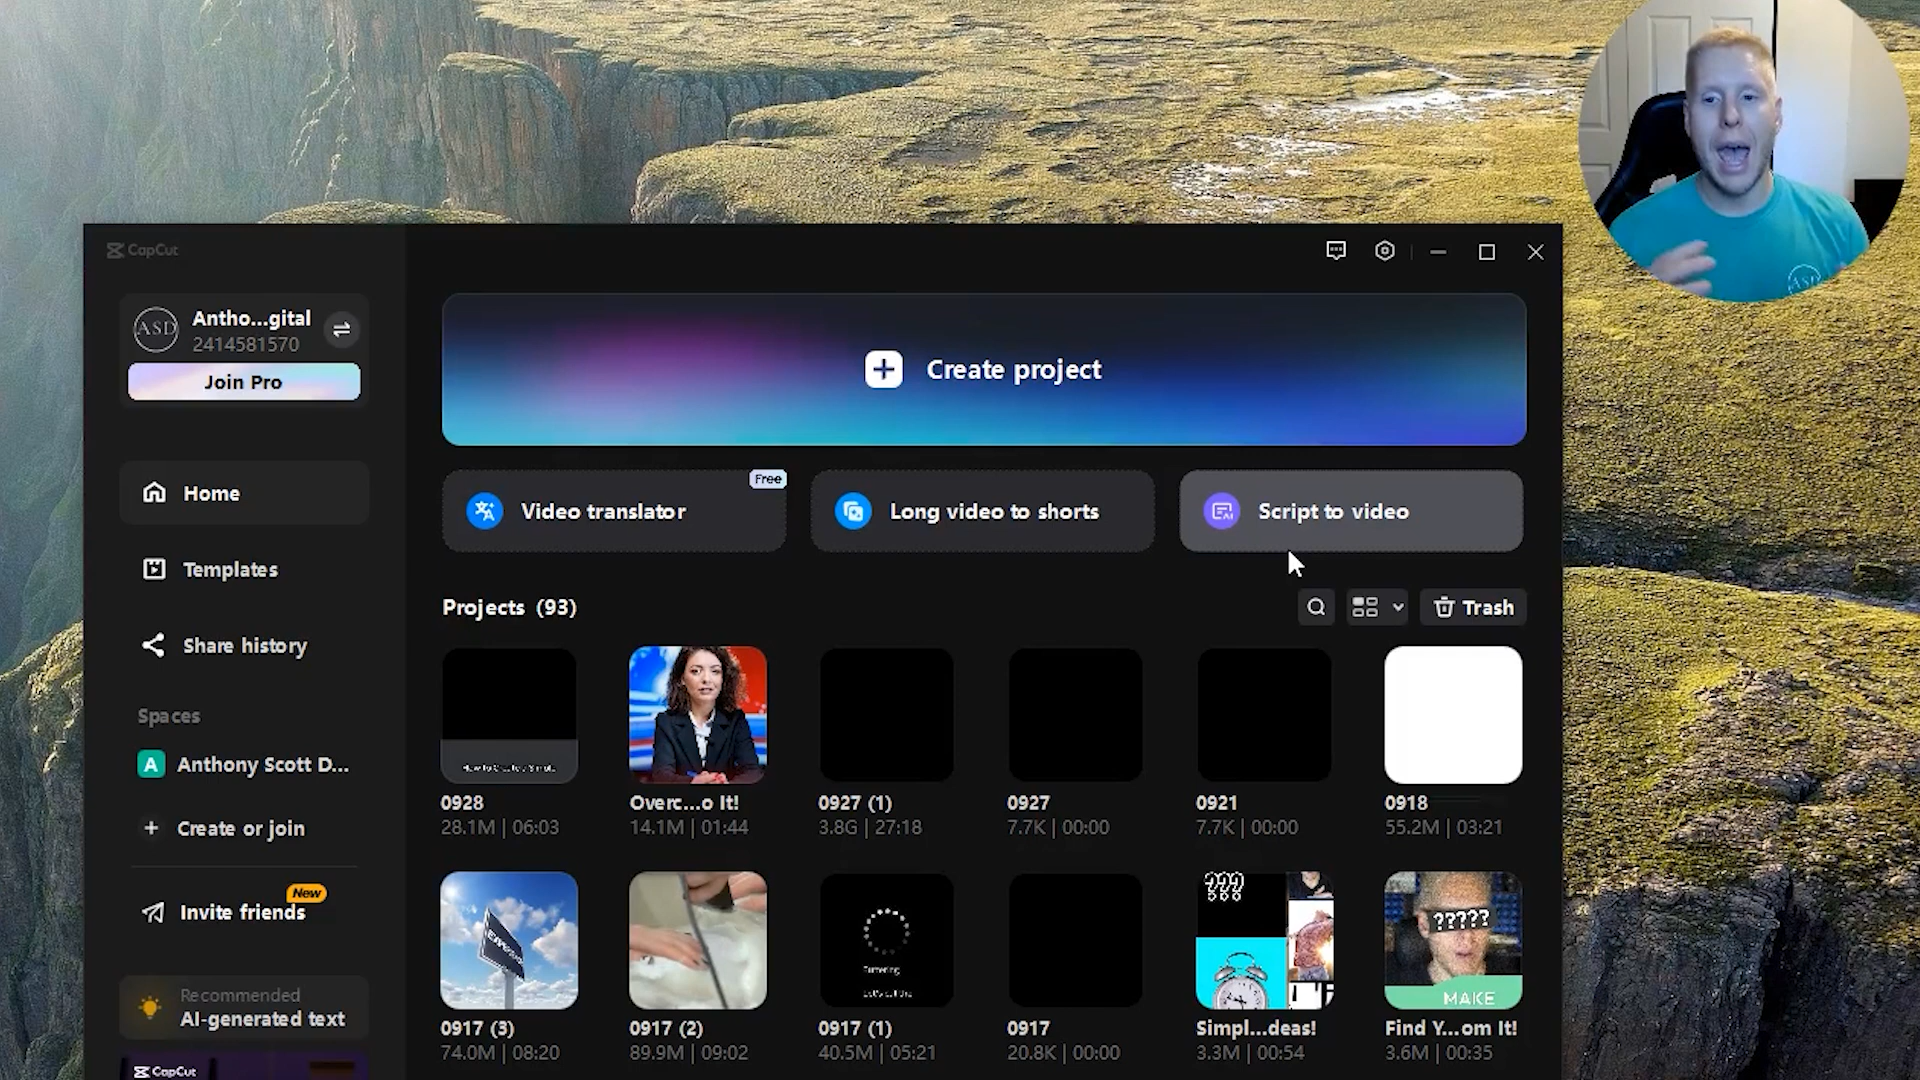 CapCut
ASD
Antho...gital
2414581570
Join Pro
Home
Templates
Share history
Spaces
A
Anthony Scott D...
Create or join
New
Invite friends
Recommended
AI-generated text
CapCut
Create project
Free
Video translator
Long video to shorts
Script to video
Projects (93)
Trash
0928
28.1M | 06:03
Overc...o It!
14.1M | 01:44
0927 (1)
3.8G | 27:18
0927
7.7K | 00:00
0921
7.7K | 00:00
0918
55.2M | 03:21
???
?????
MAKE
0917 (3)
74.0M | 08:20
0917 (2)
89.9M | 09:02
0917 (1)
40.5M | 05:21
0917
20.8K | 00:00
Simpl...deas!
3.3M | 00:54
Find Y...om It!
3.6M | 00:35
ASD